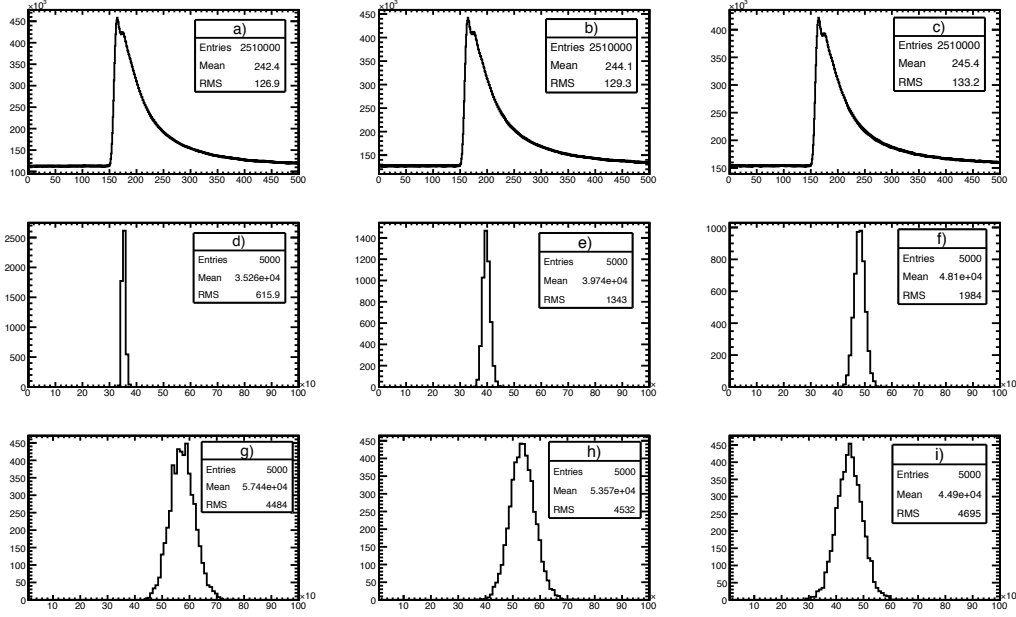 ×10³ ×10³ ×10³
a) b) c)
Entries 2510000 Entries 2510000 Entries 2510000
Mean 242.4 Mean 244.1 Mean 245.4
RMS 126.9 RMS 129.3 RMS 133.2
450 400 350 300 250 200 150 100
450 400 350 300 250 200 150
400 350 300 250 200 150
0 50 100 150 200 250 300 350 400 450 500
0 50 100 150 200 250 300 350 400 450 500
0 50 100 150 200 250 300 350 400 450 500
d) e) f)
Entries 5000 Entries 5000 Entries 5000
Mean 3.526e+04 Mean 3.974e+04 Mean 4.81e+04
RMS 615.9 RMS 1343 RMS 1984
2500 2000 1500 1000 500 0
1400 1200 1000 800 600 400 200 0
1000 800 600 400 200 0
0 10 20 30 40 50 60 70 80 90 100 ×10
0 10 20 30 40 50 60 70 80 90 100 ×
0 10 20 30 40 50 60 70 80 90 100 ×10
g) h) i)
Entries 5000 Entries 5000 Entries 5000
Mean 5.744e+04 Mean 5.357e+04 Mean 4.49e+04
RMS 4484 RMS 4532 RMS 4695
450 400 350 300 250 200 150 100 50 0
450 400 350 300 250 200 150 100 50 0
450 400 350 300 250 200 150 100 50 0
0 10 20 30 40 50 60 70 80 90 100 ×10
0 10 20 30 40 50 60 70 80 90 100 ×
0 10 20 30 40 50 60 70 80 90 100 ×10